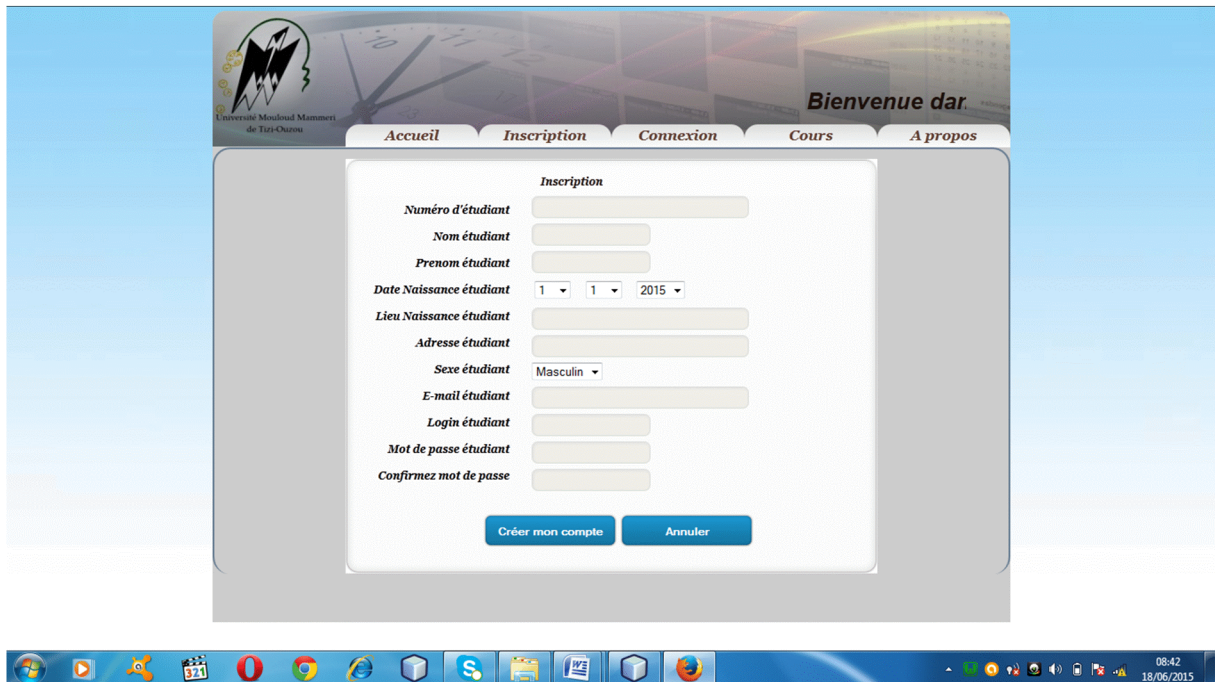 Université Mouloud Mammeri
de Tizi-Ouzou
Bienvenue dar
Accueil Inscription Connexion Cours A propos
Inscription
Numéro d'étudiant
Nom étudiant
Prenom étudiant
Date Naissance étudiant 1 1 2015
Lieu Naissance étudiant
Adresse étudiant
Sexe étudiant Masculin
E-mail étudiant
Login étudiant
Mot de passe étudiant
Confirmez mot de passe
Créer mon compte Annuler
321
08:42
18/06/2015